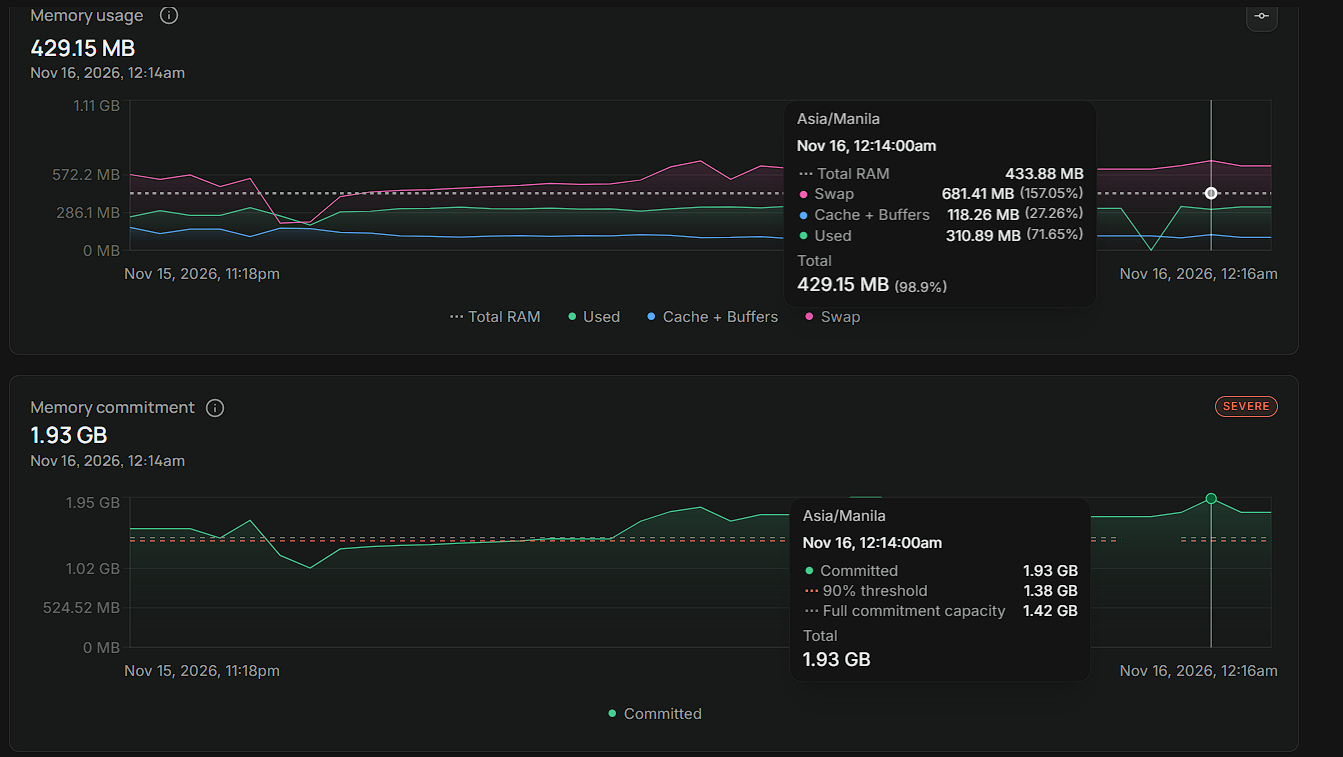 Memory usage
429.15 MB
Nov 16, 2026, 12:14am
1.11 GB
572.2 MB
286.1 MB
0 MB
Nov 15, 2026, 11:18pm
Nov 16, 2026, 12:16am
Asia/Manila
Nov 16, 12:14:00am
Total RAM 433.88 MB
Swap 681.41 MB (157.05%)
Cache + Buffers 118.26 MB (27.26%)
Used 310.89 MB (71.65%)
Total
429.15 MB (98.9%)
Total RAM Used Cache + Buffers Swap
Memory commitment
SEVERE
1.93 GB
Nov 16, 2026, 12:14am
1.95 GB
1.02 GB
524.52 MB
0 MB
Nov 15, 2026, 11:18pm
Nov 16, 2026, 12:16am
Asia/Manila
Nov 16, 12:14:00am
Committed 1.93 GB
90% threshold 1.38 GB
Full commitment capacity 1.42 GB
Total
1.93 GB
Committed